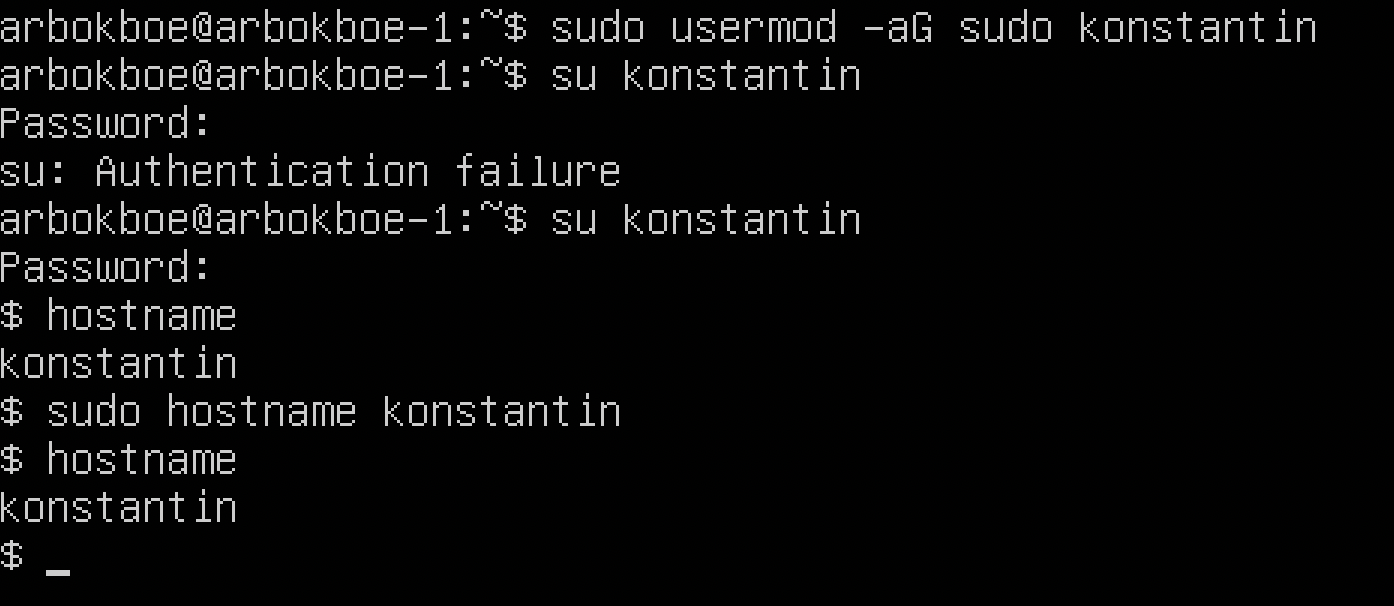 arbokboe@arbokboe-1:~$ sudo usermod -aG sudo konstantin
arbokboe@arbokboe-1:~$ su konstantin
Password:
su: Authentication failure
arbokboe@arbokboe-1:~$ su konstantin
Password:
$ hostname
konstantin
$ sudo hostname konstantin
$ hostname
konstantin
$ _